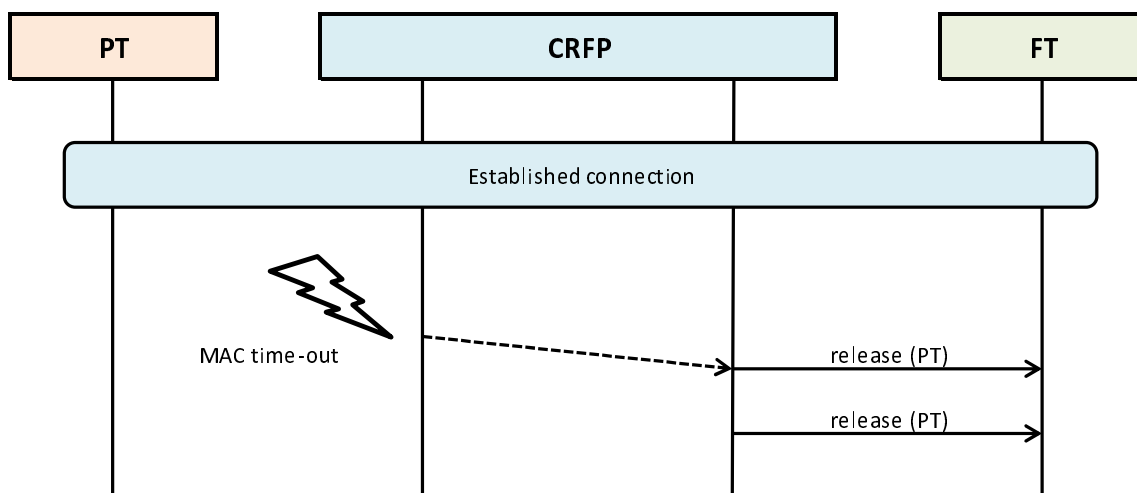 PT
CRFP
FT
Established connection
MAC time-out
release (PT)
release (PT)